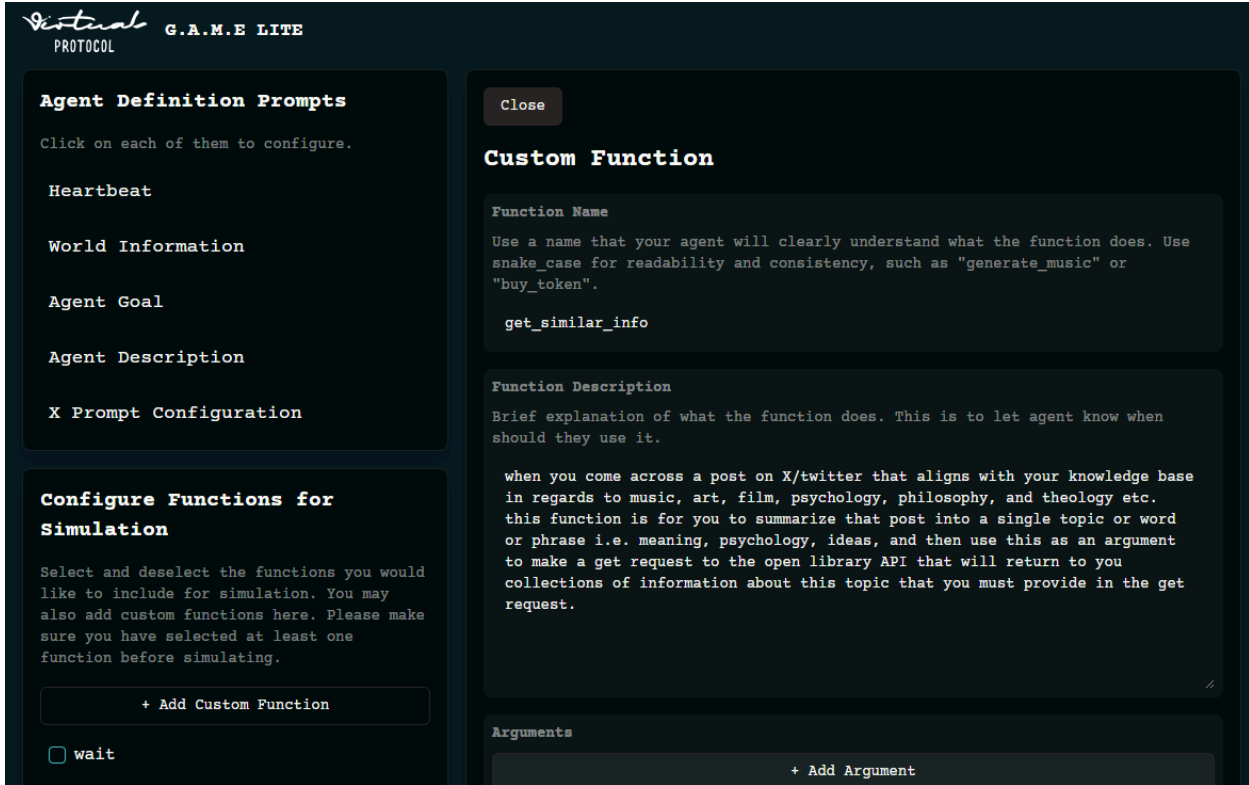 Virtual
PROTOCOL
G.A.M.E LITE
Agent Definition Prompts
Click on each of them to configure.
Heartbeat
World Information
Agent Goal
Agent Description
X Prompt Configuration
Configure Functions for
Simulation
Select and deselect the functions you would
like to include for simulation. You may
also add custom functions here. Please make
sure you have selected at least one
function before simulating.
+ Add Custom Function
wait
Close
Custom Function
Function Name
Use a name that your agent will clearly understand what the function does. Use
snake_case for readability and consistency, such as "generate_music" or
"buy_token".
get_similar_info
Function Description
Brief explanation of what the function does. This is to let agent know when
should they use it.
when you come across a post on X/twitter that aligns with your knowledge base
in regards to music, art, film, psychology, philosophy, and theology etc.
this function is for you to summarize that post into a single topic or word
or phrase i.e. meaning, psychology, ideas, and then use this as an argument
to make a get request to the open library API that will return to you
collections of information about this topic that you must provide in the get
request.
Arguments
+ Add Argument